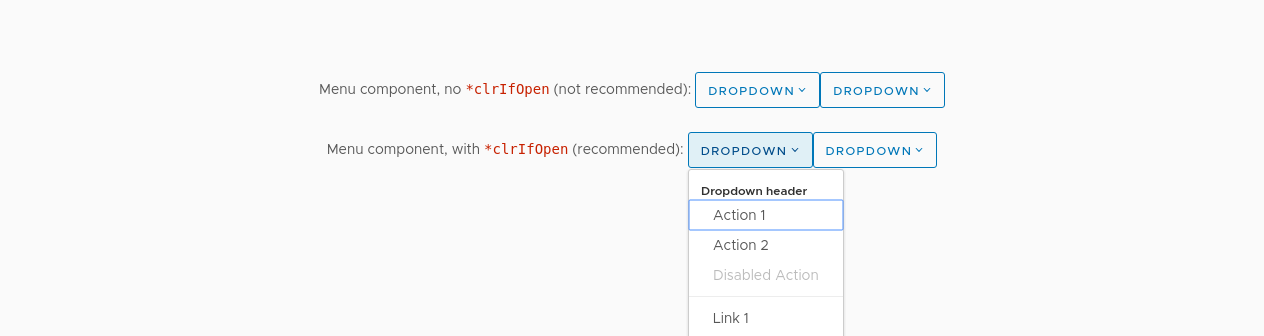 Menu component, no *clrIfOpen (not recommended): DROPDOWN DROPDOWN
Menu component, with *clrIfOpen (recommended): DROPDOWN DROPDOWN
Dropdown header
Action 1
Action 2
Disabled Action
Link 1